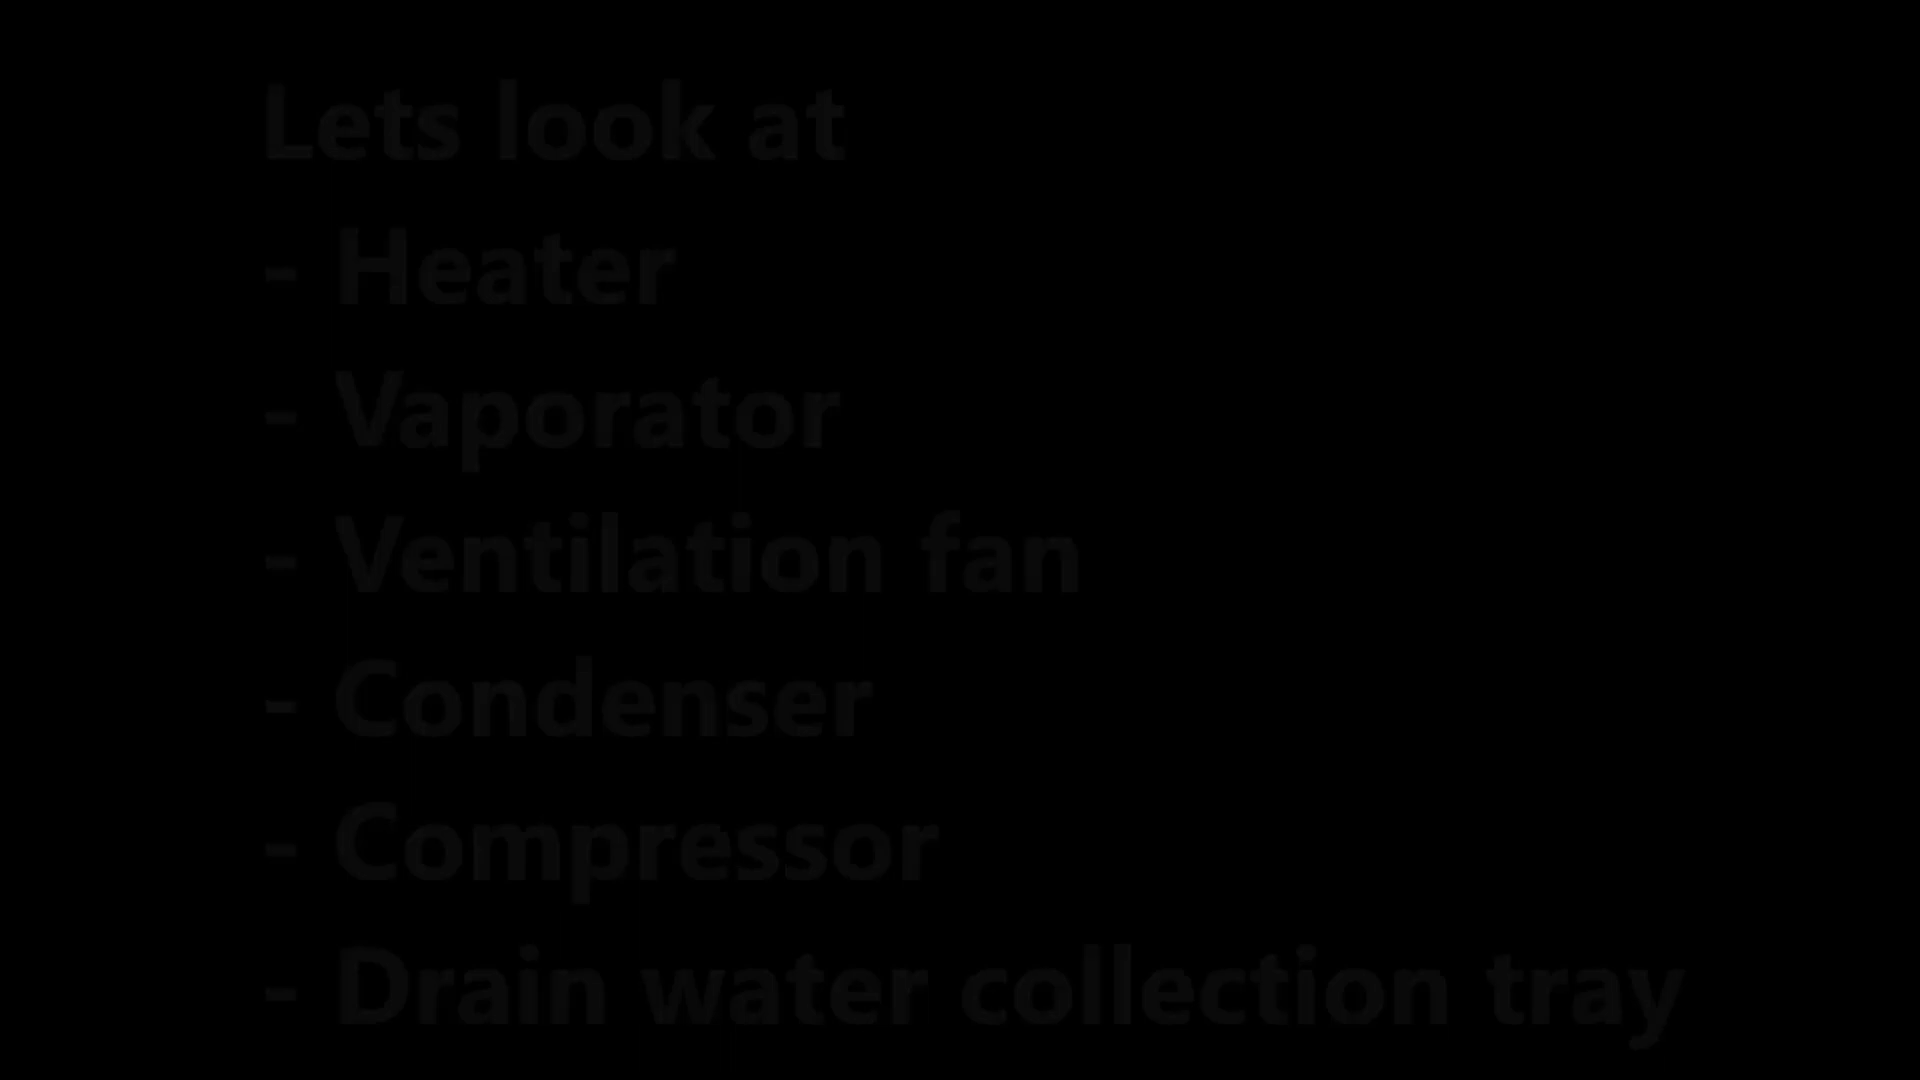 Lets look at
- Heater
- Vaporator
- Ventilation fan
- Condenser
- Compressor
- Drain water collection tray